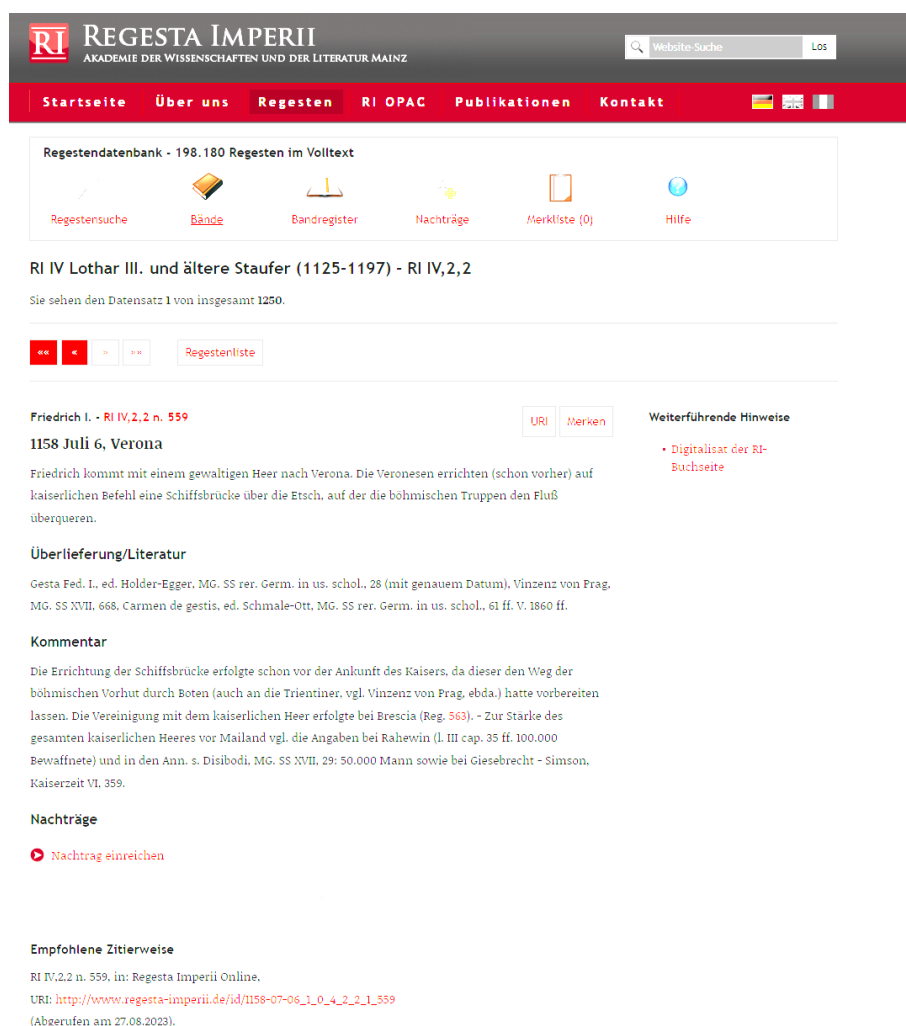 RI REGESTA IMPERII
AKADEMIE DER WISSENSCHAFTEN UND DER LITERATUR MAINZ
Website-Suche Los
Startseite Über uns Regesten RI OPAC Publikationen Kontakt
Regestendatenbank - 198.180 Regesten im Volltext
Regestensuche Bände Bandregister Nachträge Merkliste (0) Hilfe
RI IV Lothar III. und ältere Staufer (1125-1197) - RI IV,2,2
Sie sehen den Datensatz 1 von insgesamt 1250.
«« « » »» Regestenliste
Friedrich I. - RI IV,2,2 n. 559
URI Merken
1158 Juli 6, Verona
Friedrich kommt mit einem gewaltigen Heer nach Verona. Die Veronesen errichten (schon vorher) auf
kaiserlichen Befehl eine Schiffsbrücke über die Etsch, auf der die böhmischen Truppen den Fluß
überqueren.
Überlieferung/Literatur
Gesta Fed. I., ed. Holder-Egger, MG. SS rer. Germ. in us. schol., 28 (mit genauem Datum), Vinzenz von Prag,
MG. SS XVII, 668, Carmen de gestis, ed. Schmale-Ott, MG. SS rer. Germ. in us. schol., 61 ff. V. 1860 ff.
Kommentar
Die Errichtung der Schiffsbrücke erfolgte schon vor der Ankunft des Kaisers, da dieser den Weg der
böhmischen Vorhut durch Boten (auch an die Trientiner, vgl. Vinzenz von Prag, ebda.) hatte vorbereiten
lassen. Die Vereinigung mit dem kaiserlichen Heer erfolgte bei Brescia (Reg. 563). - Zur Stärke des
gesamten kaiserlichen Heeres vor Mailand vgl. die Angaben bei Rahewin (l. III cap. 35 ff. 100.000
Bewaffnete) und in den Ann. s. Disibodi, MG. SS XVII, 29: 50.000 Mann sowie bei Giesebrecht - Simson,
Kaiserzeit VI, 359.
Nachträge
Nachtrag einreichen
Empfohlene Zitierweise
RI IV,2,2 n. 559, in: Regesta Imperii Online,
URI: http://www.regesta-imperii.de/id/1158-07-06_1_0_4_2_2_1_559
(Abgerufen am 27.08.2023).
Weiterführende Hinweise
• Digitalisat der RI-
Buchseite